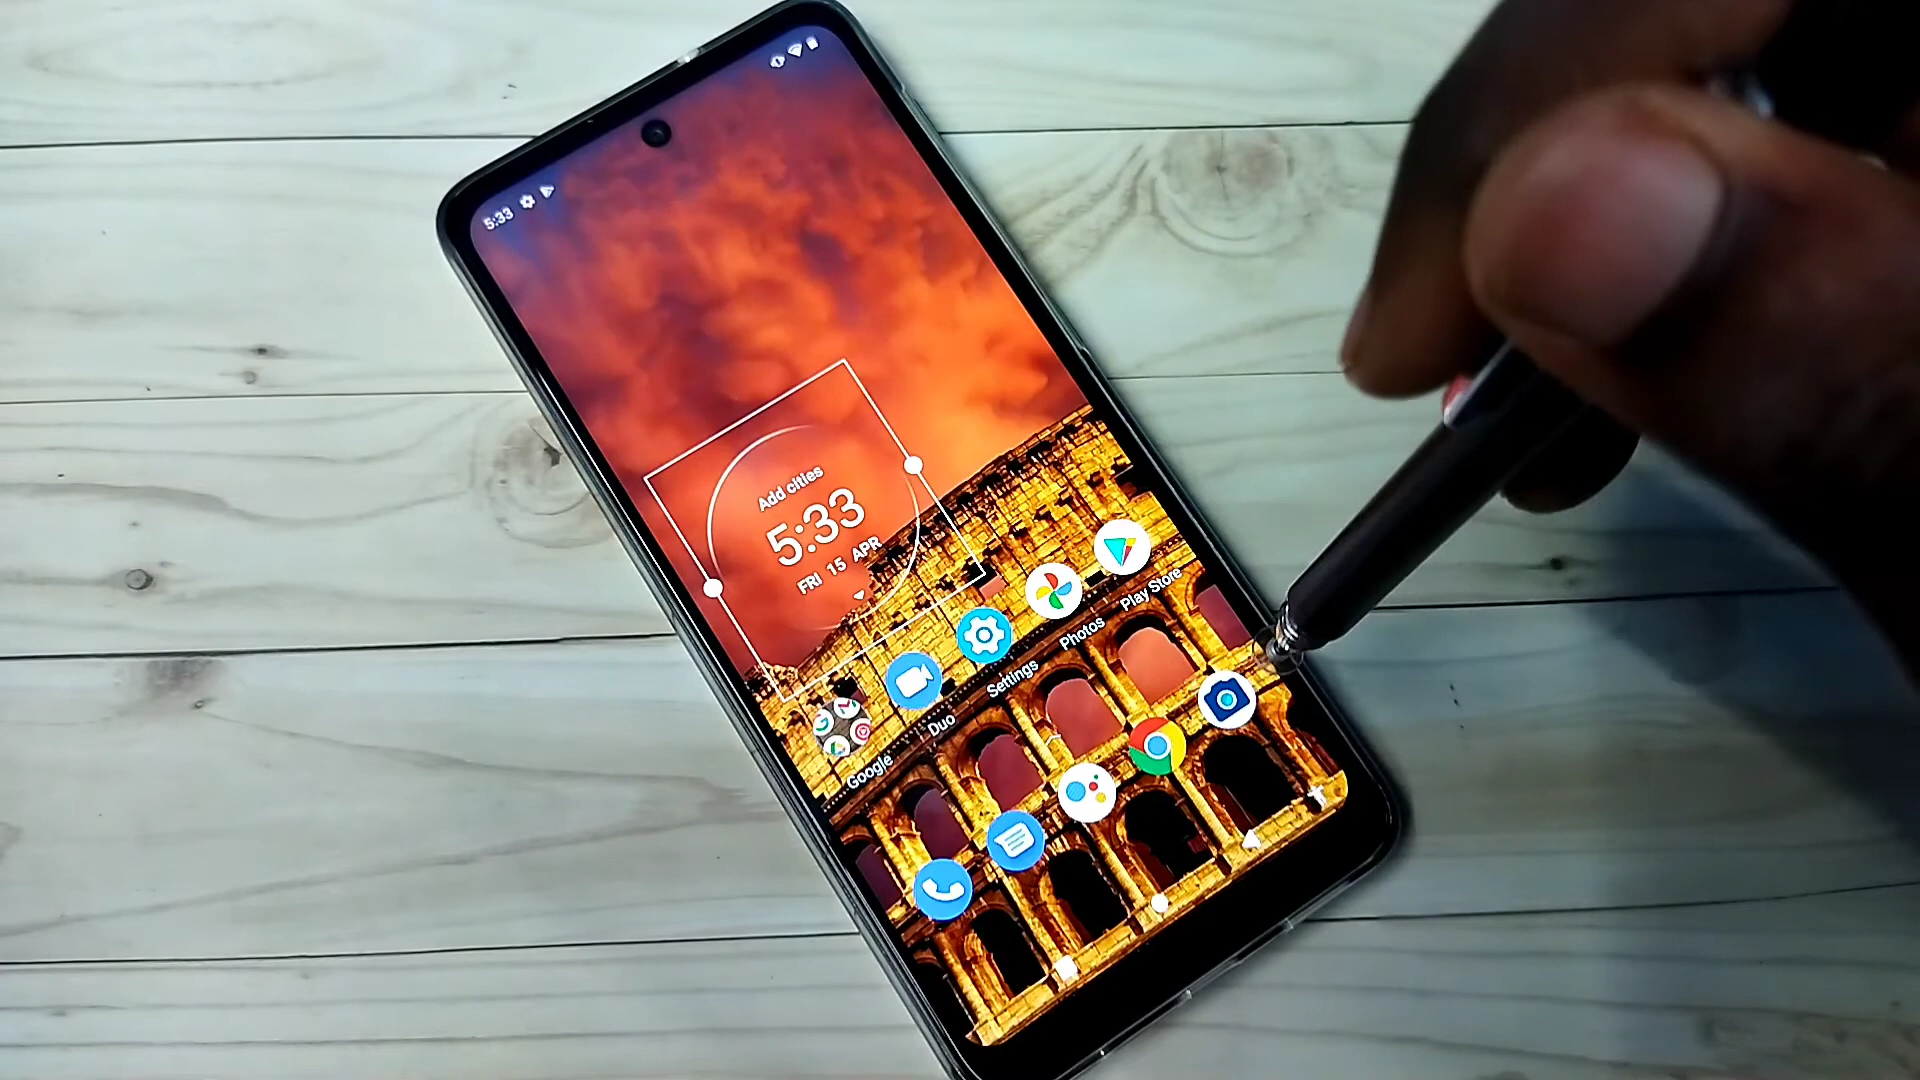 5:33
Add cities
5:33
FRI 15 APR
Google
Duo
Settings
Photos
Play Store